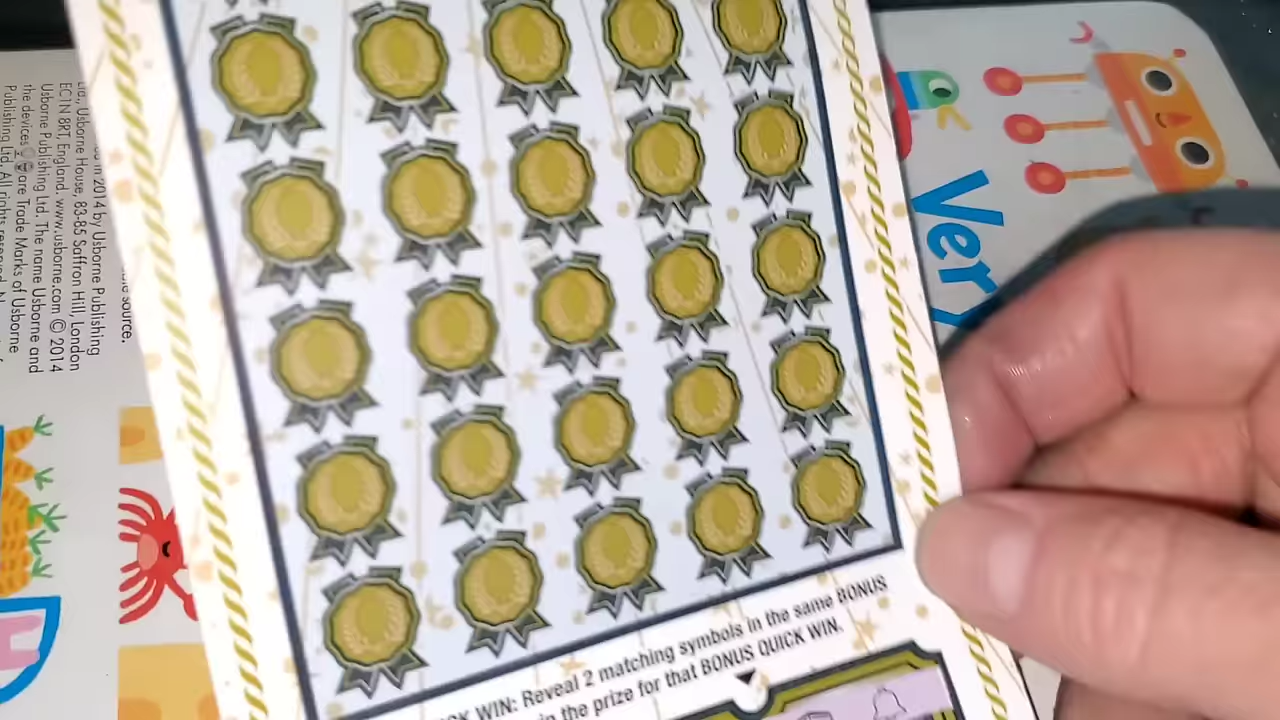 2014 by Usborne Publishing
Ltd., Usborne House, 83-85 Saffron Hill, London
EC1N 8RT, England. www.usborne.com © 2014
Usborne Publishing Ltd. The name Usborne and
the devices are Trade Marks of Usborne
Publishing Ltd. All rights reserved.
source.
Very
WIN: Reveal 2 matching symbols in the same BONUS
the prize for that BONUS QUICK WIN.